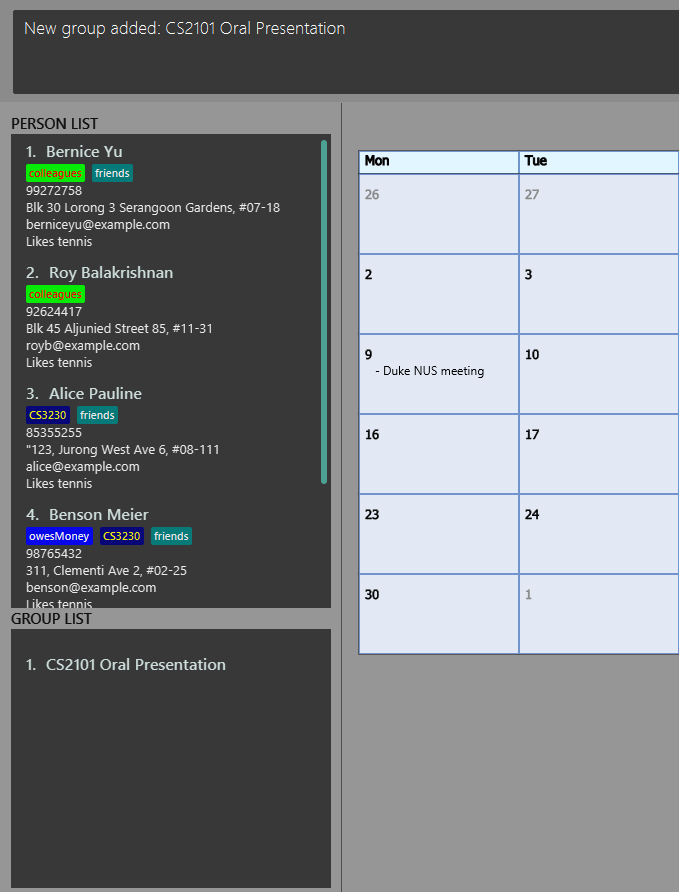 New group added: CS2101 Oral Presentation
PERSON LIST
1. Bernice Yu
colleagues friends
99272758
Blk 30 Lorong 3 Serangoon Gardens, #07-18
berniceyu@example.com
Likes tennis
2. Roy Balakrishnan
colleagues
92624417
Blk 45 Aljunied Street 85, #11-31
royb@example.com
Likes tennis
3. Alice Pauline
CS3230 friends
85355255
"123, Jurong West Ave 6, #08-111
alice@example.com
Likes tennis
4. Benson Meier
owesMoney CS3230 friends
98765432
311, Clementi Ave 2, #02-25
benson@example.com
Likes tennis
GROUP LIST
1. CS2101 Oral Presentation
Mon Tue
26 27
2 3
9 10
- Duke NUS meeting
16 17
23 24
30 1